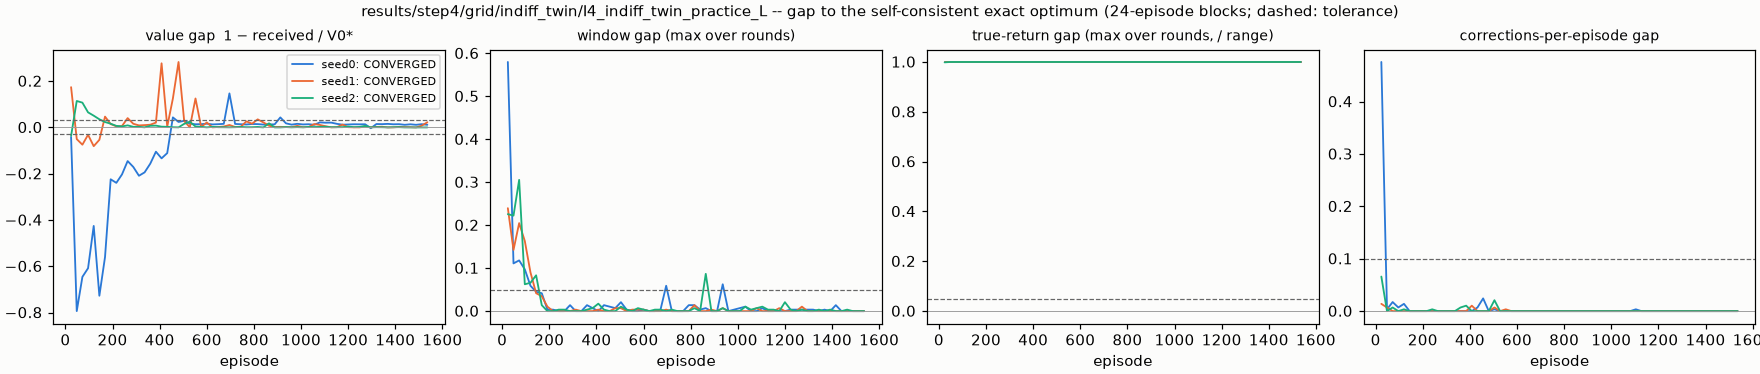 results/step4/grid/indiff_twin/l4_indiff_twin_practice_L -- gap to the self-consistent exact optimum (24-episode blocks; dashed: tolerance)
value gap 1 − received / V0*
0.2
0.0
−0.2
−0.4
−0.6
−0.8
0 200 400 600 800 1000 1200 1400 1600
episode
seed0: CONVERGED
seed1: CONVERGED
seed2: CONVERGED
window gap (max over rounds)
0.6
0.5
0.4
0.3
0.2
0.1
0.0
0 200 400 600 800 1000 1200 1400 1600
episode
true-return gap (max over rounds, / range)
1.0
0.8
0.6
0.4
0.2
0.0
0 200 400 600 800 1000 1200 1400 1600
episode
corrections-per-episode gap
0.4
0.3
0.2
0.1
0.0
0 200 400 600 800 1000 1200 1400 160
episode